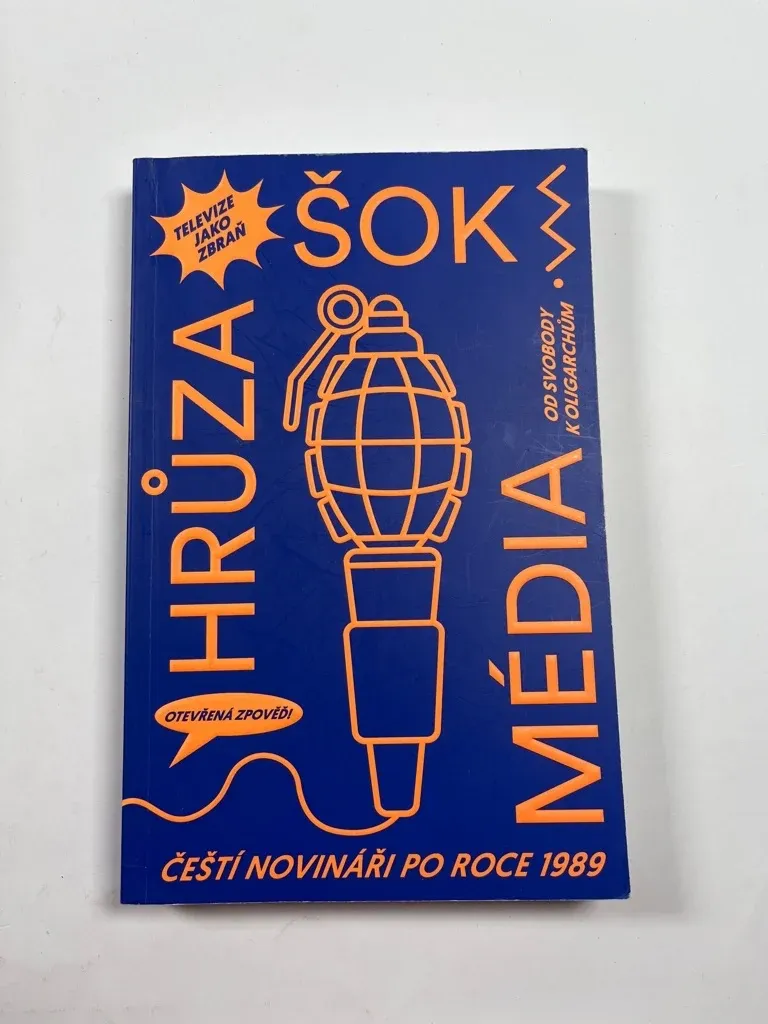 TELEVIZE
JAKO
ZBRAŇ
ŠOK
HRŮZA
OD SVOBODY
K OLIGARCHŮM
MÉDIA
OTEVŘENÁ ZPOVĚĎ!
ČEŠTÍ NOVINÁŘI PO ROCE 1989